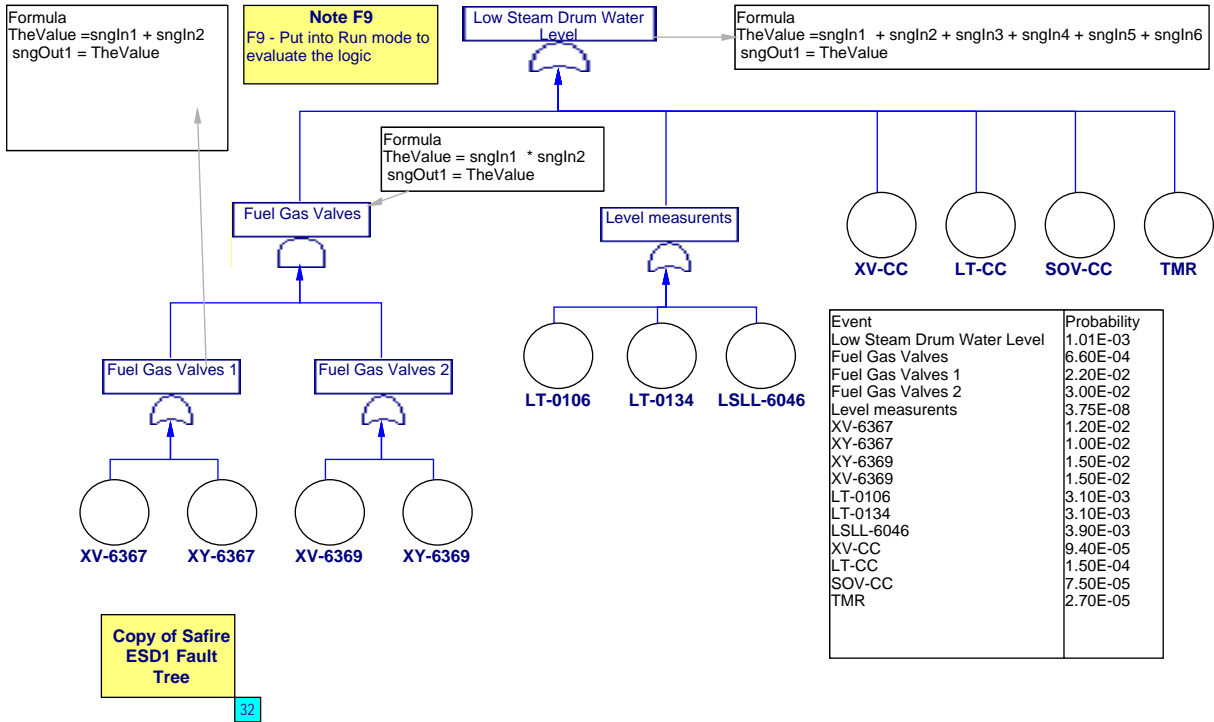 Formula
TheValue =sngIn1 + sngIn2
sngOut1 = TheValue
Note F9
F9 - Put into Run mode to
evaluate the logic
Low Steam Drum Water
Level
Formula
TheValue =sngIn1 + sngIn2 + sngIn3 + sngIn4 + sngIn5 + sngIn6
sngOut1 = TheValue
Formula
TheValue = sngIn1 * sngIn2
sngOut1 = TheValue
Fuel Gas Valves
Level measurents
XV-CC
LT-CC
SOV-CC
TMR
Fuel Gas Valves 1
Fuel Gas Valves 2
LT-0106
LT-0134
LSLL-6046
XV-6367
XY-6367
XV-6369
XY-6369
Event Probability
Low Steam Drum Water Level 1.01E-03
Fuel Gas Valves 6.60E-04
Fuel Gas Valves 1 2.20E-02
Fuel Gas Valves 2 3.00E-02
Level measurents 3.75E-08
XV-6367 1.20E-02
XY-6367 1.00E-02
XY-6369 1.50E-02
XV-6369 1.50E-02
LT-0106 3.10E-03
LT-0134 3.10E-03
LSLL-6046 3.90E-03
XV-CC 9.40E-05
LT-CC 1.50E-04
SOV-CC 7.50E-05
TMR 2.70E-05
Copy of Safire
ESD1 Fault
Tree
32